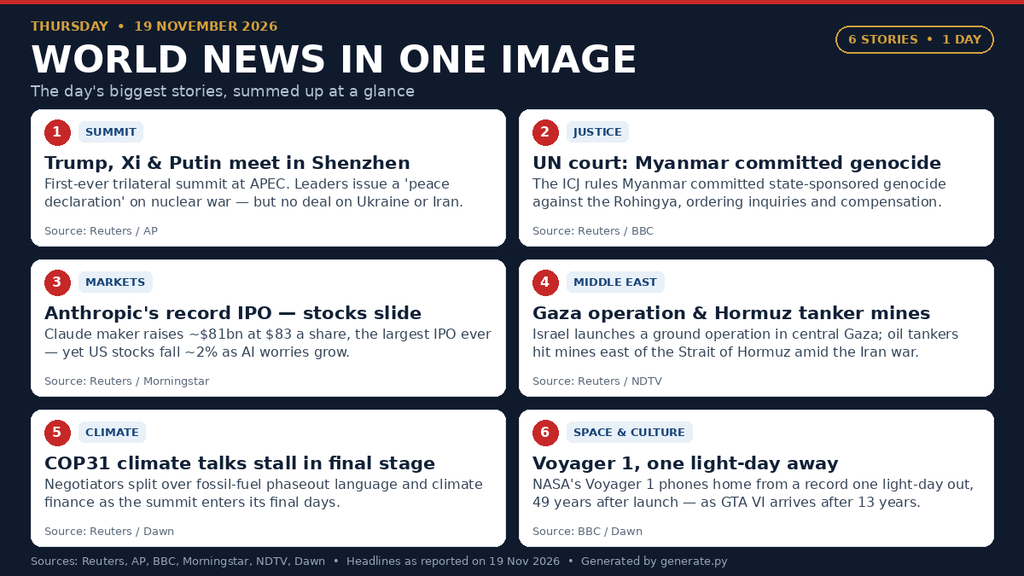 THURSDAY • 19 NOVEMBER 2026
WORLD NEWS IN ONE IMAGE
The day's biggest stories, summed up at a glance
6 STORIES • 1 DAY
1
SUMMIT
Trump, Xi & Putin meet in Shenzhen
First-ever trilateral summit at APEC. Leaders issue a 'peace
declaration' on nuclear war — but no deal on Ukraine or Iran.
Source: Reuters / AP
2
JUSTICE
UN court: Myanmar committed genocide
The ICJ rules Myanmar committed state-sponsored genocide
against the Rohingya, ordering inquiries and compensation.
Source: Reuters / BBC
3
MARKETS
Anthropic's record IPO — stocks slide
Claude maker raises ~$81bn at $83 a share, the largest IPO ever
— yet US stocks fall ~2% as AI worries grow.
Source: Reuters / Morningstar
4
MIDDLE EAST
Gaza operation & Hormuz tanker mines
Israel launches a ground operation in central Gaza; oil tankers
hit mines east of the Strait of Hormuz amid the Iran war.
Source: Reuters / NDTV
5
CLIMATE
COP31 climate talks stall in final stage
Negotiators split over fossil-fuel phaseout language and climate
finance as the summit enters its final days.
Source: Reuters / Dawn
6
SPACE & CULTURE
Voyager 1, one light-day away
NASA's Voyager 1 phones home from a record one light-day out,
49 years after launch — as GTA VI arrives after 13 years.
Source: BBC / Dawn
Sources: Reuters, AP, BBC, Morningstar, NDTV, Dawn • Headlines as reported on 19 Nov 2026 • Generated by generate.py